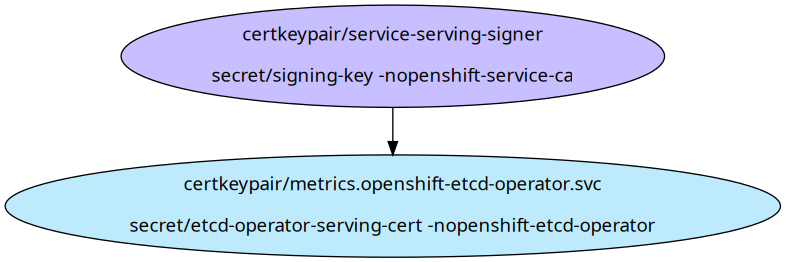 certkeypair/service-serving-signer
secret/signing-key -nopenshift-service-ca
certkeypair/metrics.openshift-etcd-operator.svc
secret/etcd-operator-serving-cert -nopenshift-etcd-operator